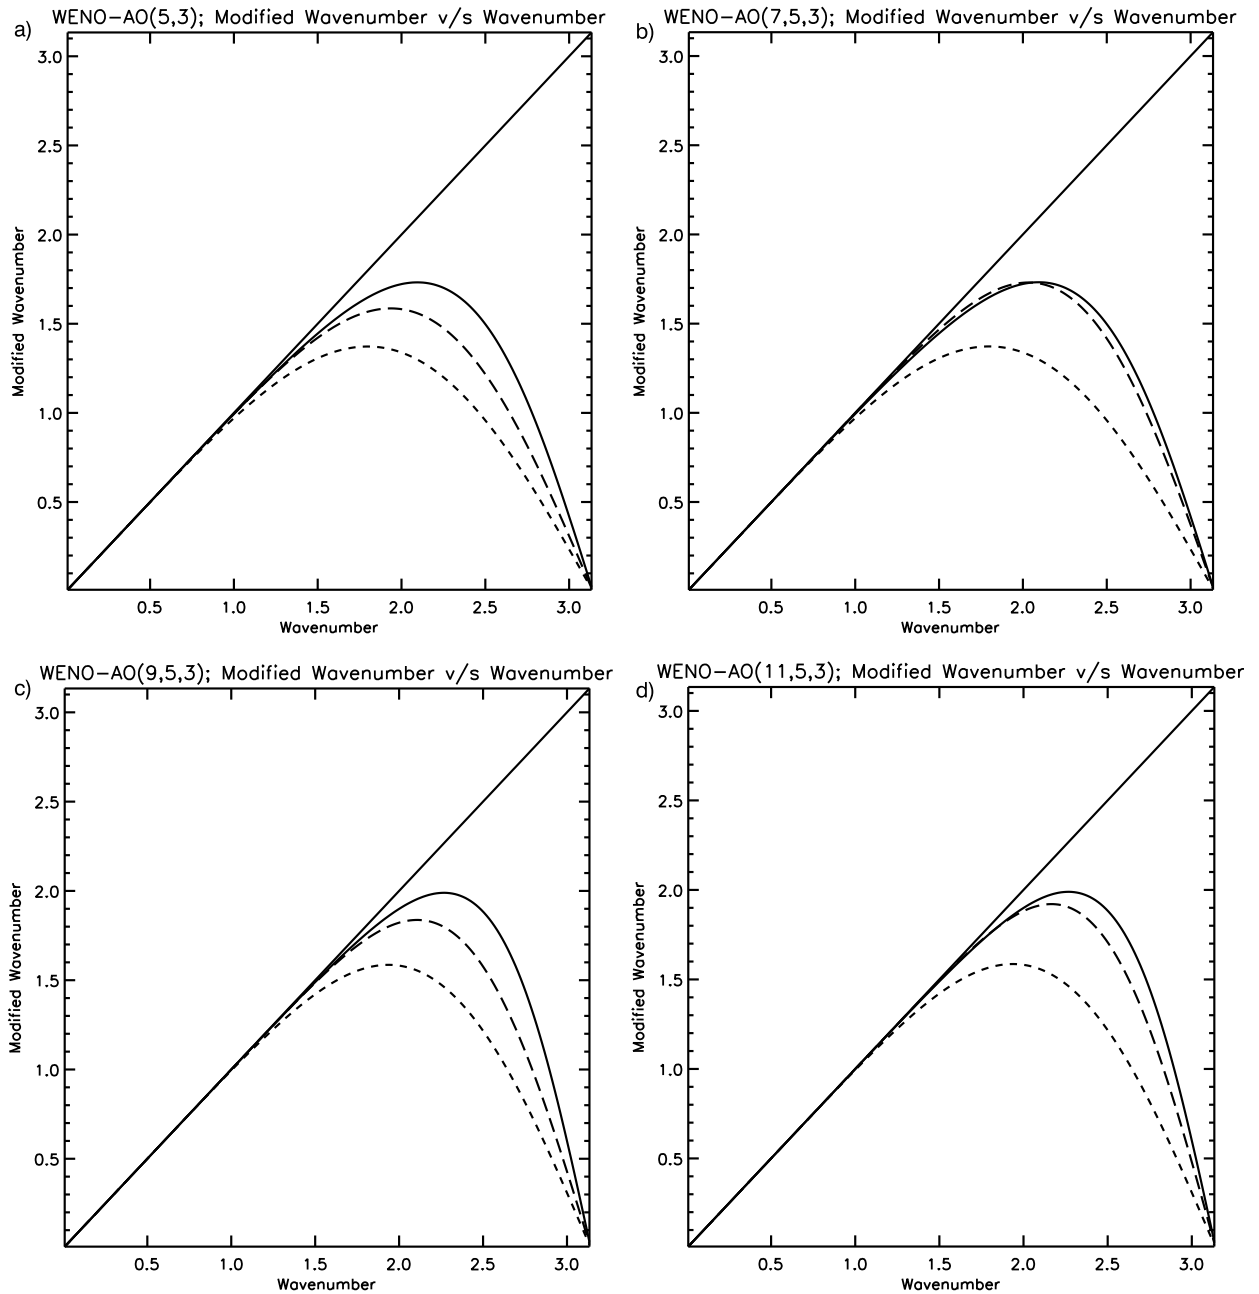 a)
WENO-AO(5,3); Modified Wavenumber v/s Wavenumber
3.0
2.5
2.0
1.5
1.0
0.5
Modified Wavenumber
0.5 1.0 1.5 2.0 2.5 3.0
Wavenumber
b)
WENO-AO(7,5,3); Modified Wavenumber v/s Wavenumber
3.0
2.5
2.0
1.5
1.0
0.5
Modified Wavenumber
0.5 1.0 1.5 2.0 2.5 3.0
Wavenumber
c)
WENO-AO(9,5,3); Modified Wavenumber v/s Wavenumber
3.0
2.5
2.0
1.5
1.0
0.5
Modified Wavenumber
0.5 1.0 1.5 2.0 2.5 3.0
Wavenumber
d)
WENO-AO(11,5,3); Modified Wavenumber v/s Wavenumber
3.0
2.5
2.0
1.5
1.0
0.5
Modified Wavenumber
0.5 1.0 1.5 2.0 2.5 3.0
Wavenumber